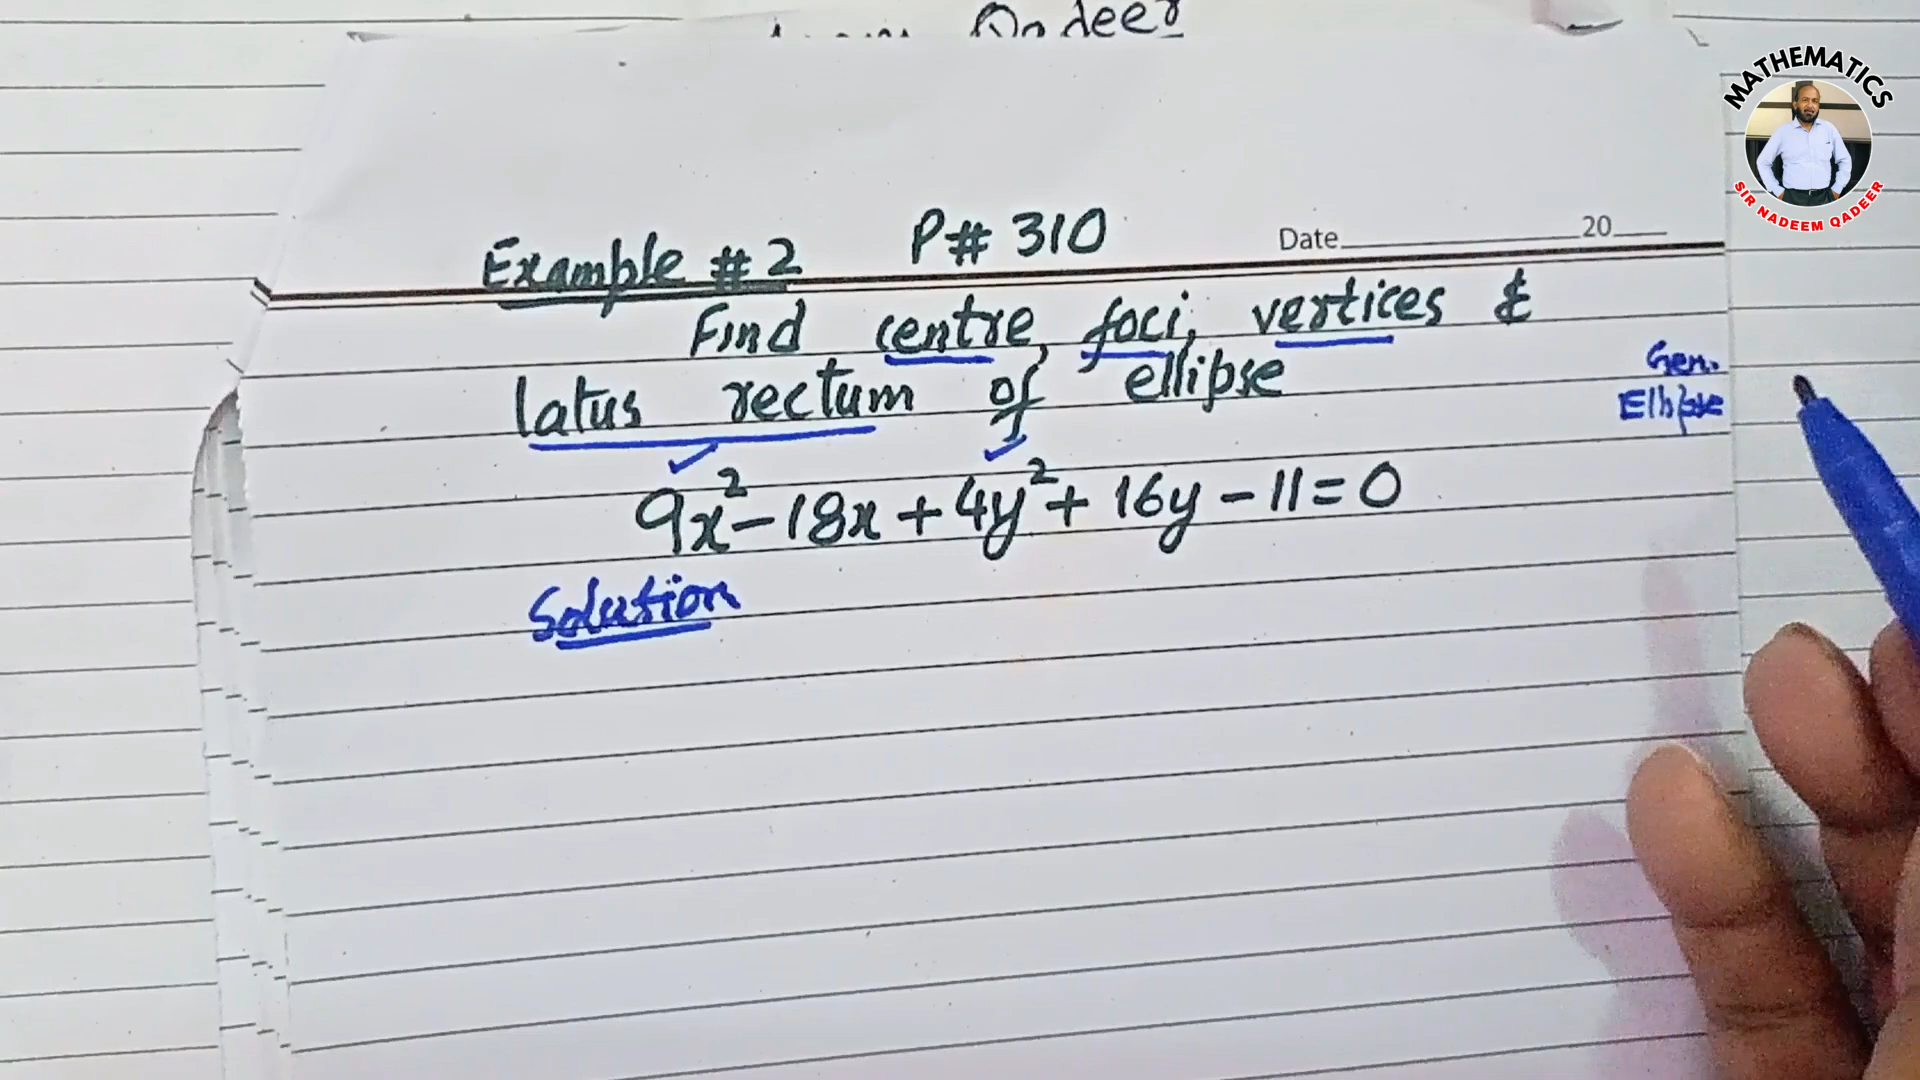 Qadeer
MATHEMATICS
SIR NADEEM QADEER
Example # 2 P# 310 Date 20
Find centre, foci, vertices &
latus rectum of ellipse
Gen.
Ellipse
9x² - 18x + 4y² + 16y - 11 = 0
Solution